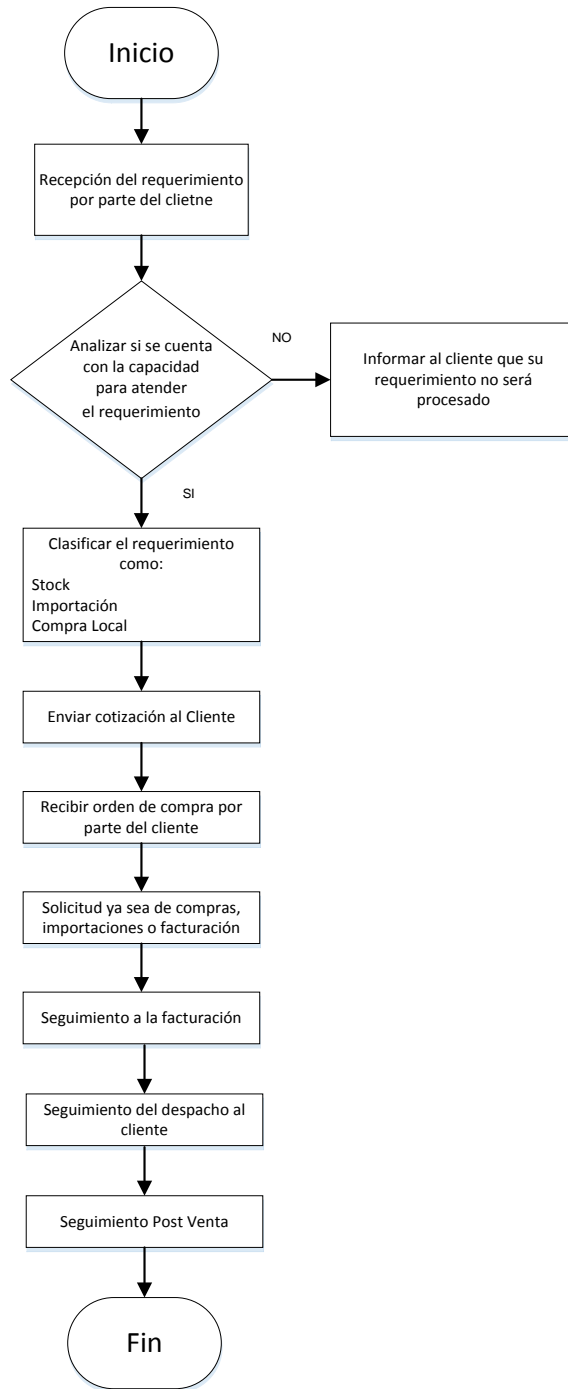 Inicio
Recepción del requerimiento
por parte del clietne
Analizar si se cuenta
con la capacidad
para atender
el requerimiento
NO
Informar al cliente que su
requerimiento no será
procesado
SI
Clasificar el requerimiento
como:
Stock
Importación
Compra Local
Enviar cotización al Cliente
Recibir orden de compra por
parte del cliente
Solicitud ya sea de compras,
importaciones o facturación
Seguimiento a la facturación
Seguimiento del despacho al
cliente
Seguimiento Post Venta
Fin